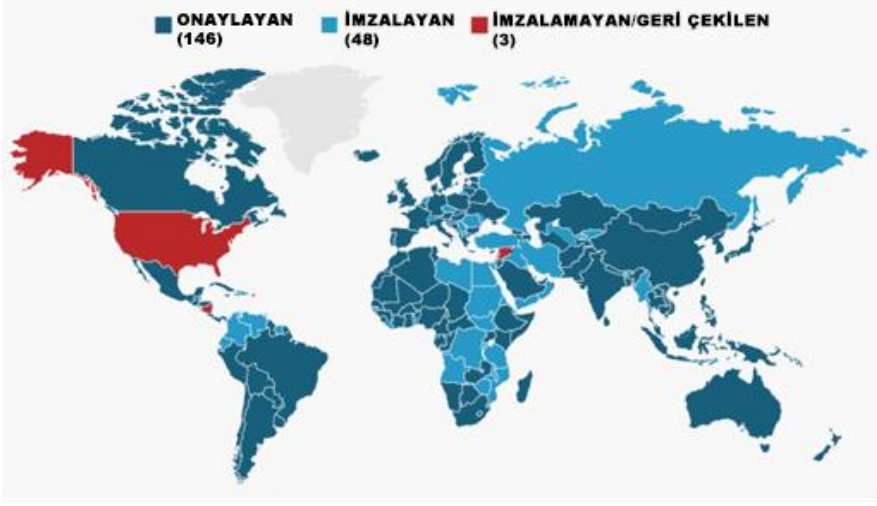 ONAYLAYAN
(146)
İMZALAYAN
(48)
İMZALAMAYAN/GERİ ÇEKİLEN
(3)